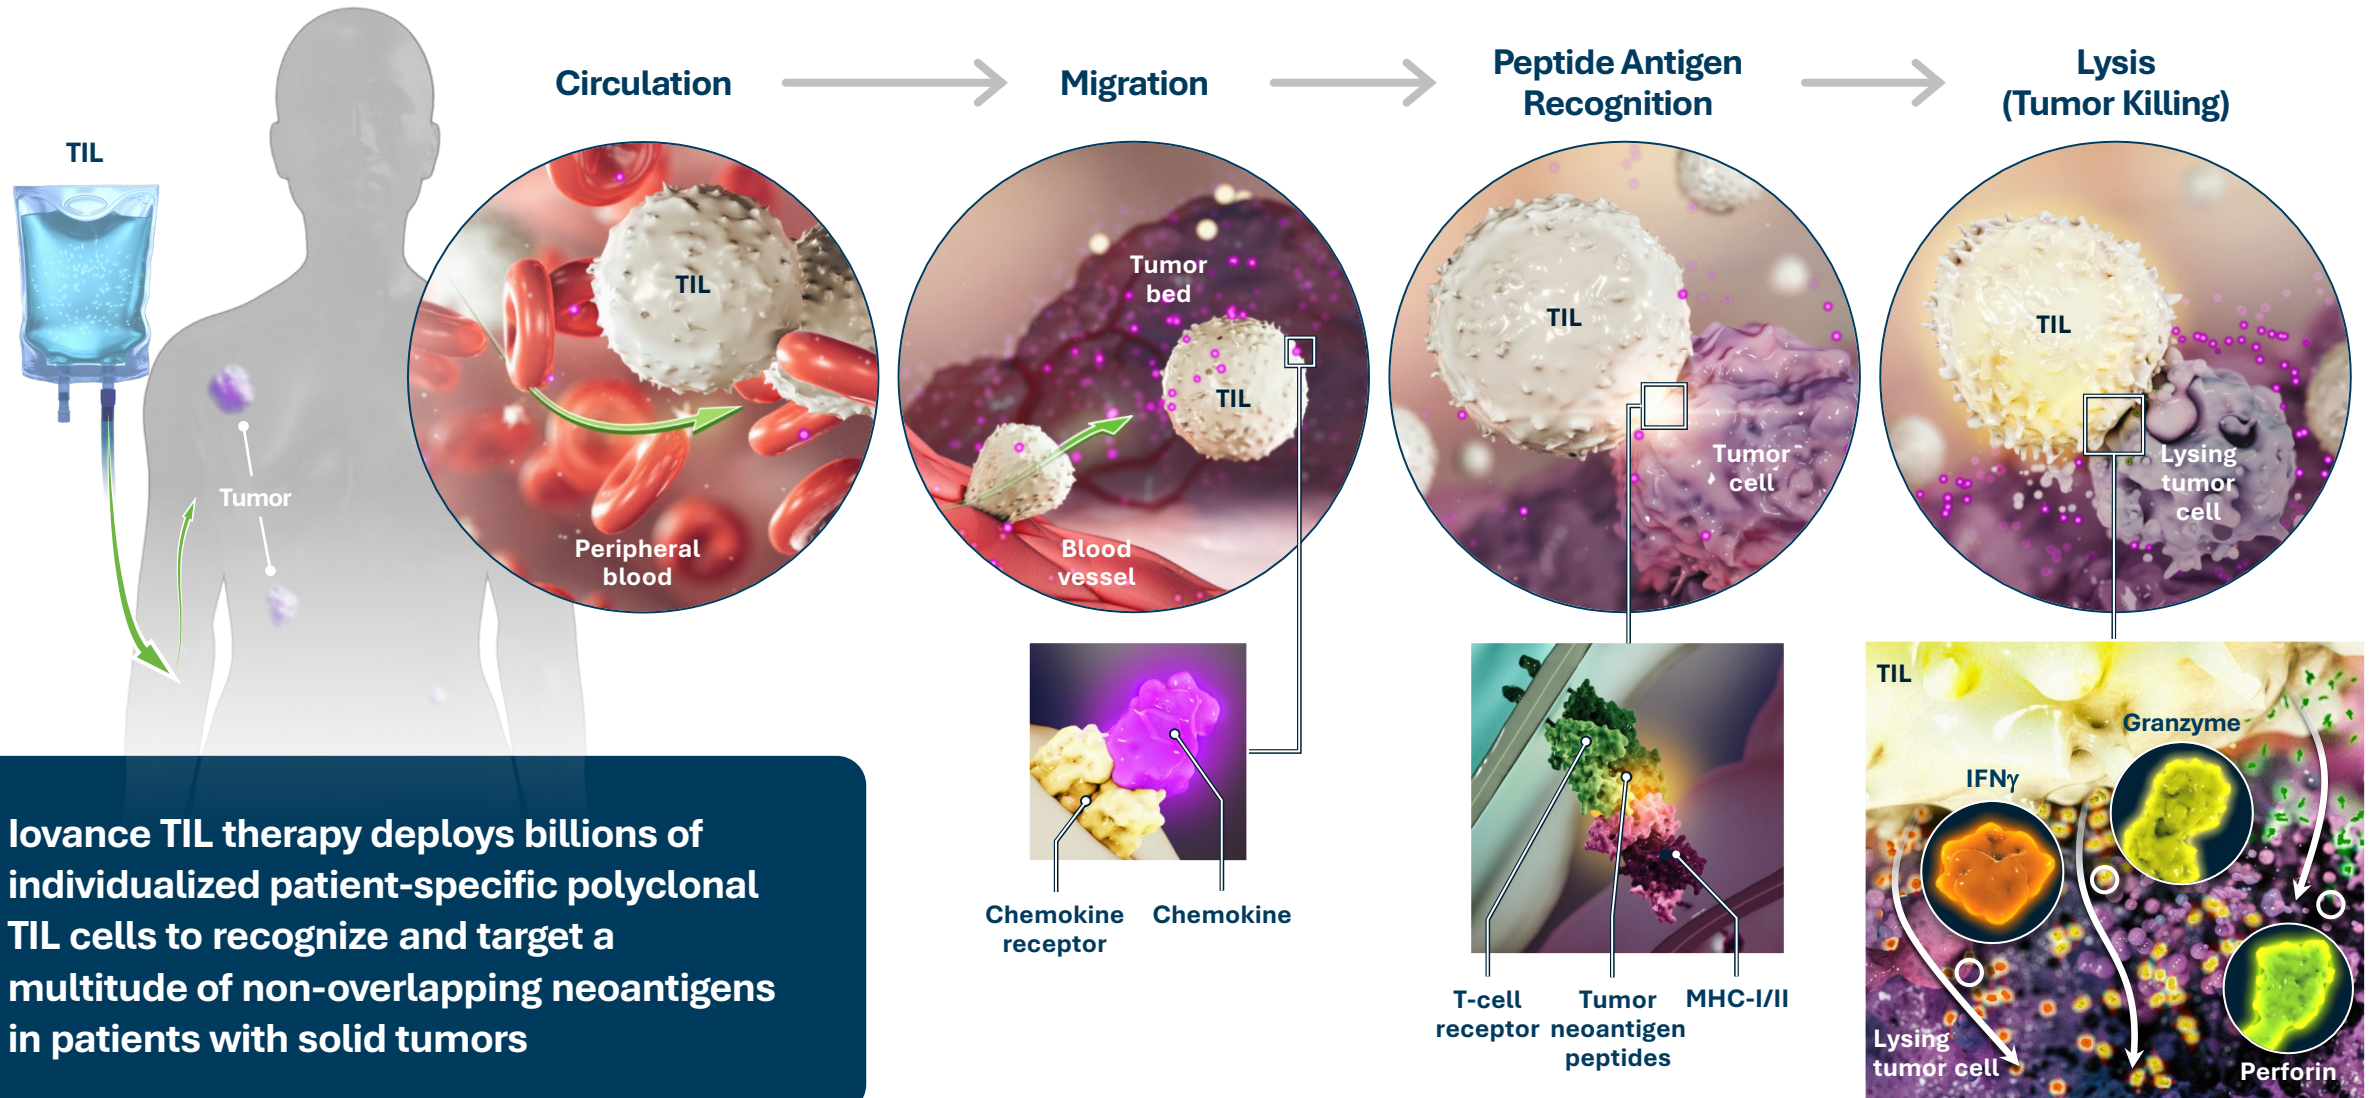 Circulation
Migration
Peptide Antigen
Recognition
Lysis
(Tumor Killing)
TIL
Tumor
TIL
Peripheral
blood
Tumor
bed
TIL
Blood
vessel
TIL
Tumor
cell
TIL
Lysing
tumor
cell
Chemokine
receptor
Chemokine
T-cell
receptor
Tumor
neoantigen
peptides
MHC-I/II
TIL
Granzyme
IFNγ
Lysing
tumor cell
Perforin
Iovance TIL therapy deploys billions of
individualized patient-specific polyclonal
TIL cells to recognize and target a
multitude of non-overlapping neoantigens
in patients with solid tumors